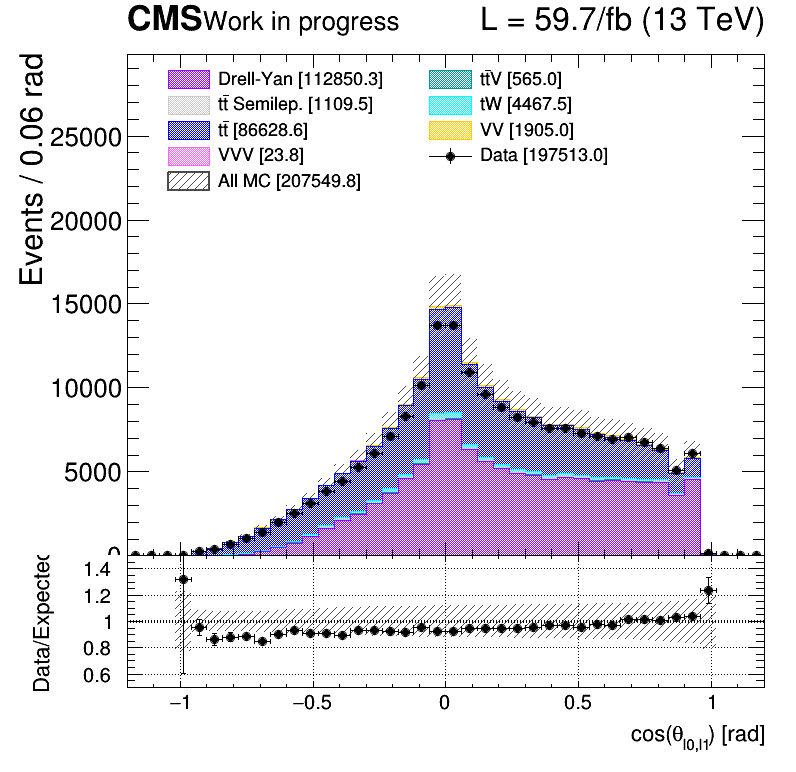 CMS Work in progress L = 59.7/fb (13 TeV)
Events / 0.06 rad
Drell-Yan [112850.3]
tt̄ Semilep. [1109.5]
tt̄ [86628.6]
VVV [23.8]
All MC [207549.8]
tt̄V [565.0]
tW [4467.5]
VV [1905.0]
Data [197513.0]
25000
20000
15000
10000
5000
0
Data/Expected
1.4
1.2
1
0.8
0.6
−1 −0.5 0 0.5 1
cos(θl0,l1) [rad]